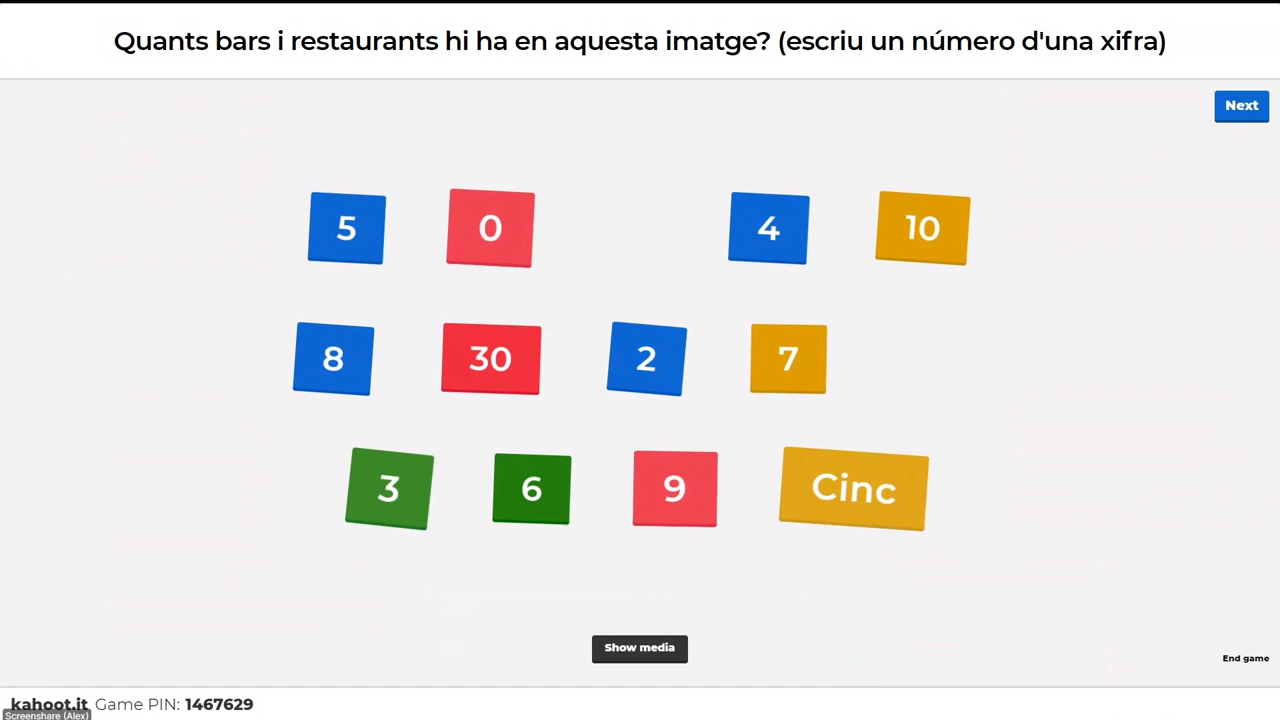 Quants bars i restaurants hi ha en aquesta imatge? (escriu un número d'una xifra)
Next
5 0 4 10
8 30 2 7
3 6 9 Cinc
Show media
End game
kahoot.it Game PIN: 1467629
Screenshare (Alex)